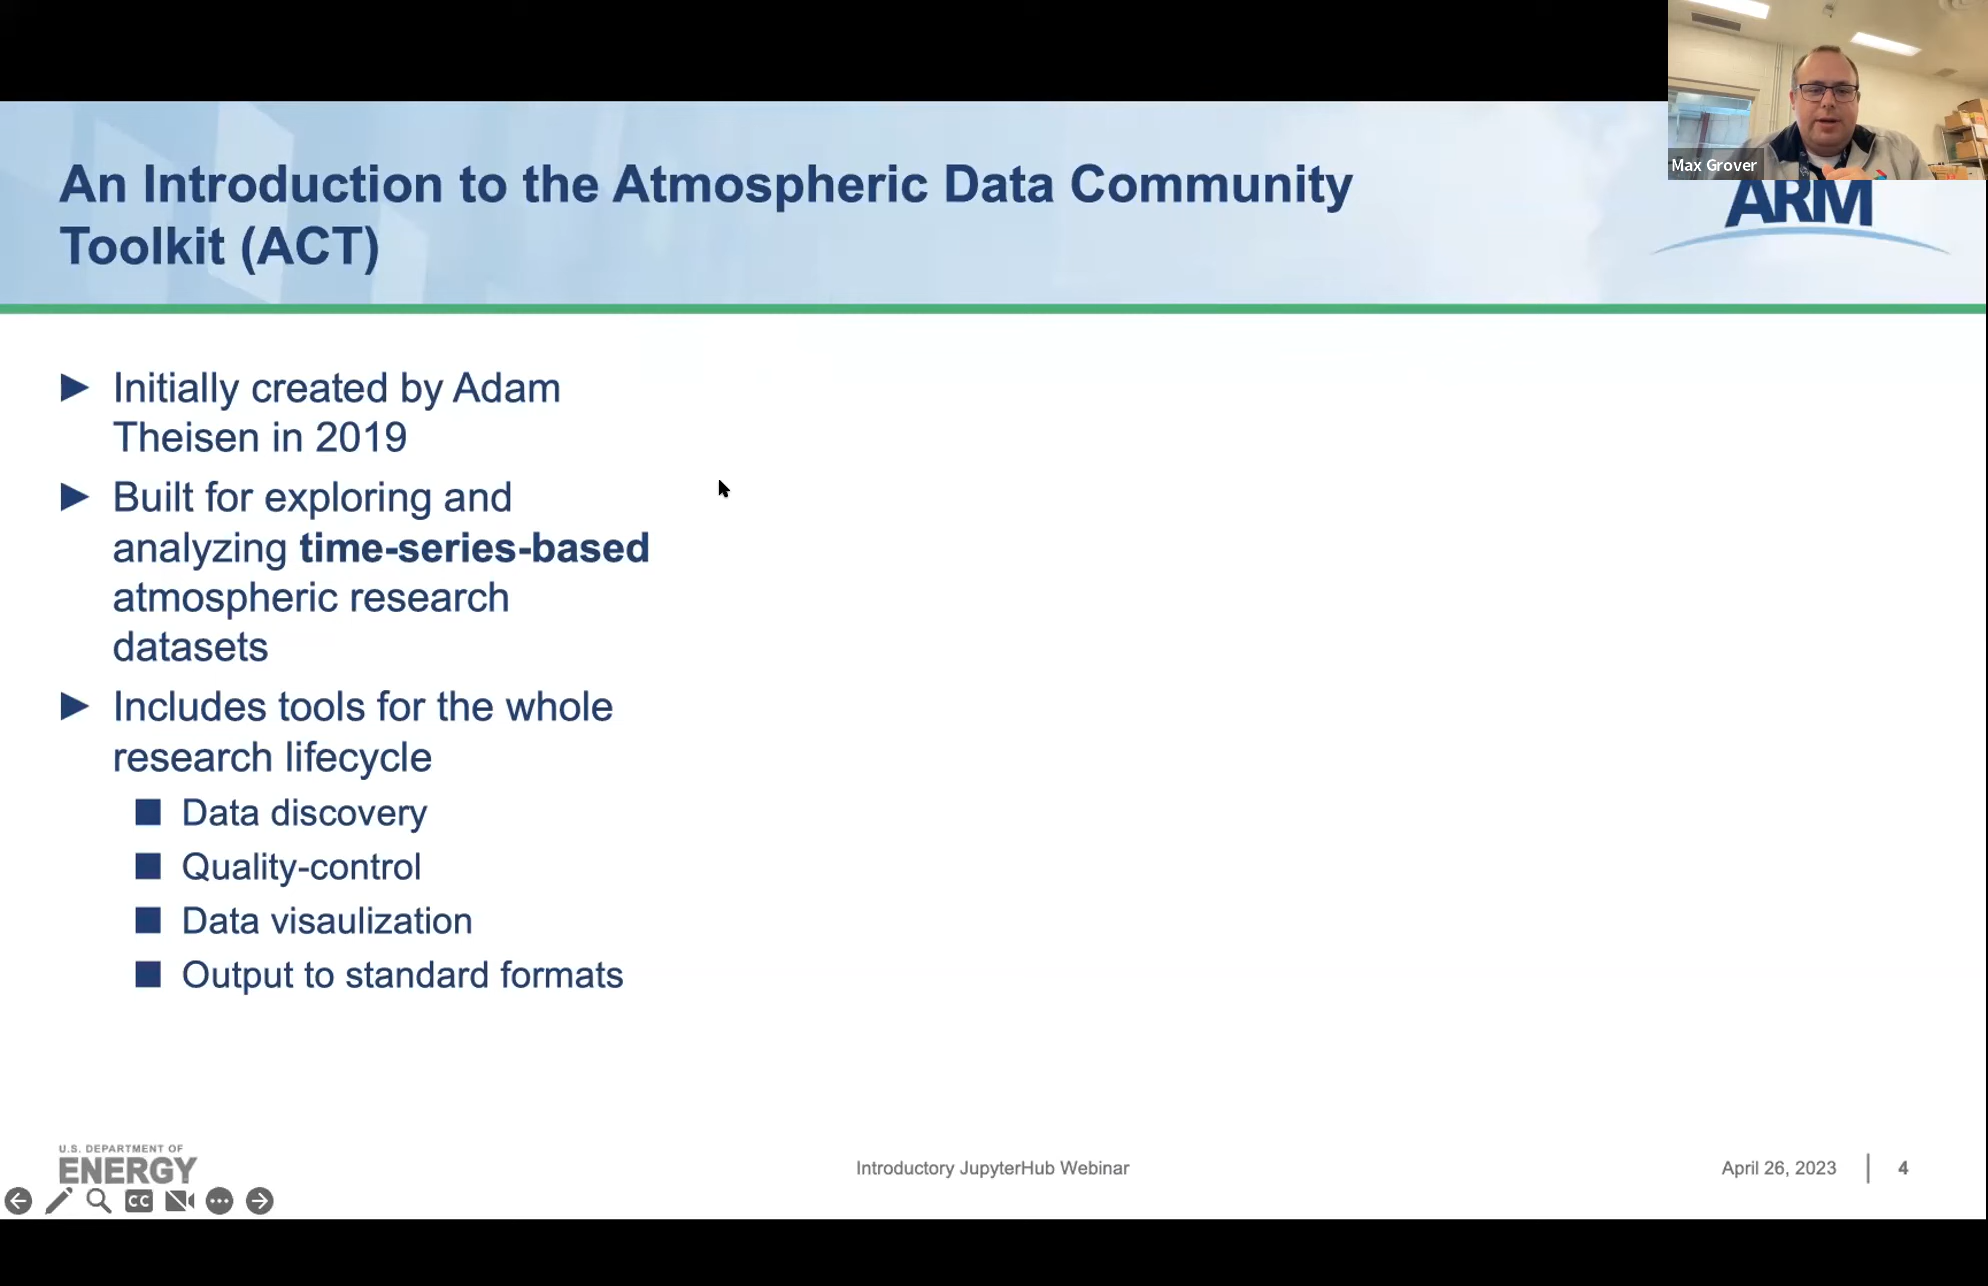 Max Grover
An Introduction to the Atmospheric Data Community
Toolkit (ACT)
ARM
Initially created by Adam
Theisen in 2019
Built for exploring and
analyzing time-series-based
atmospheric research
datasets
Includes tools for the whole
research lifecycle
Data discovery
Quality-control
Data visaulization
Output to standard formats
U.S. DEPARTMENT OF
ENERGY
Introductory JupyterHub Webinar
April 26, 2023
4
CC